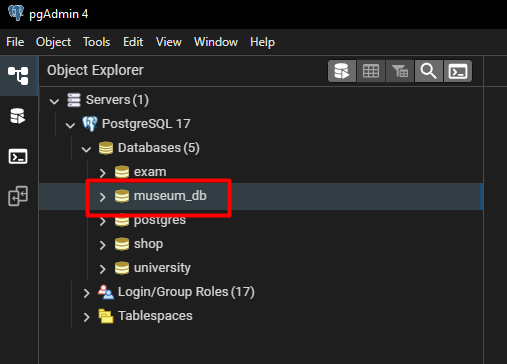 pgAdmin 4
File Object Tools Edit View Window Help
Object Explorer
Servers (1)
PostgreSQL 17
Databases (5)
exam
museum_db
postgres
shop
university
Login/Group Roles (17)
Tablespaces